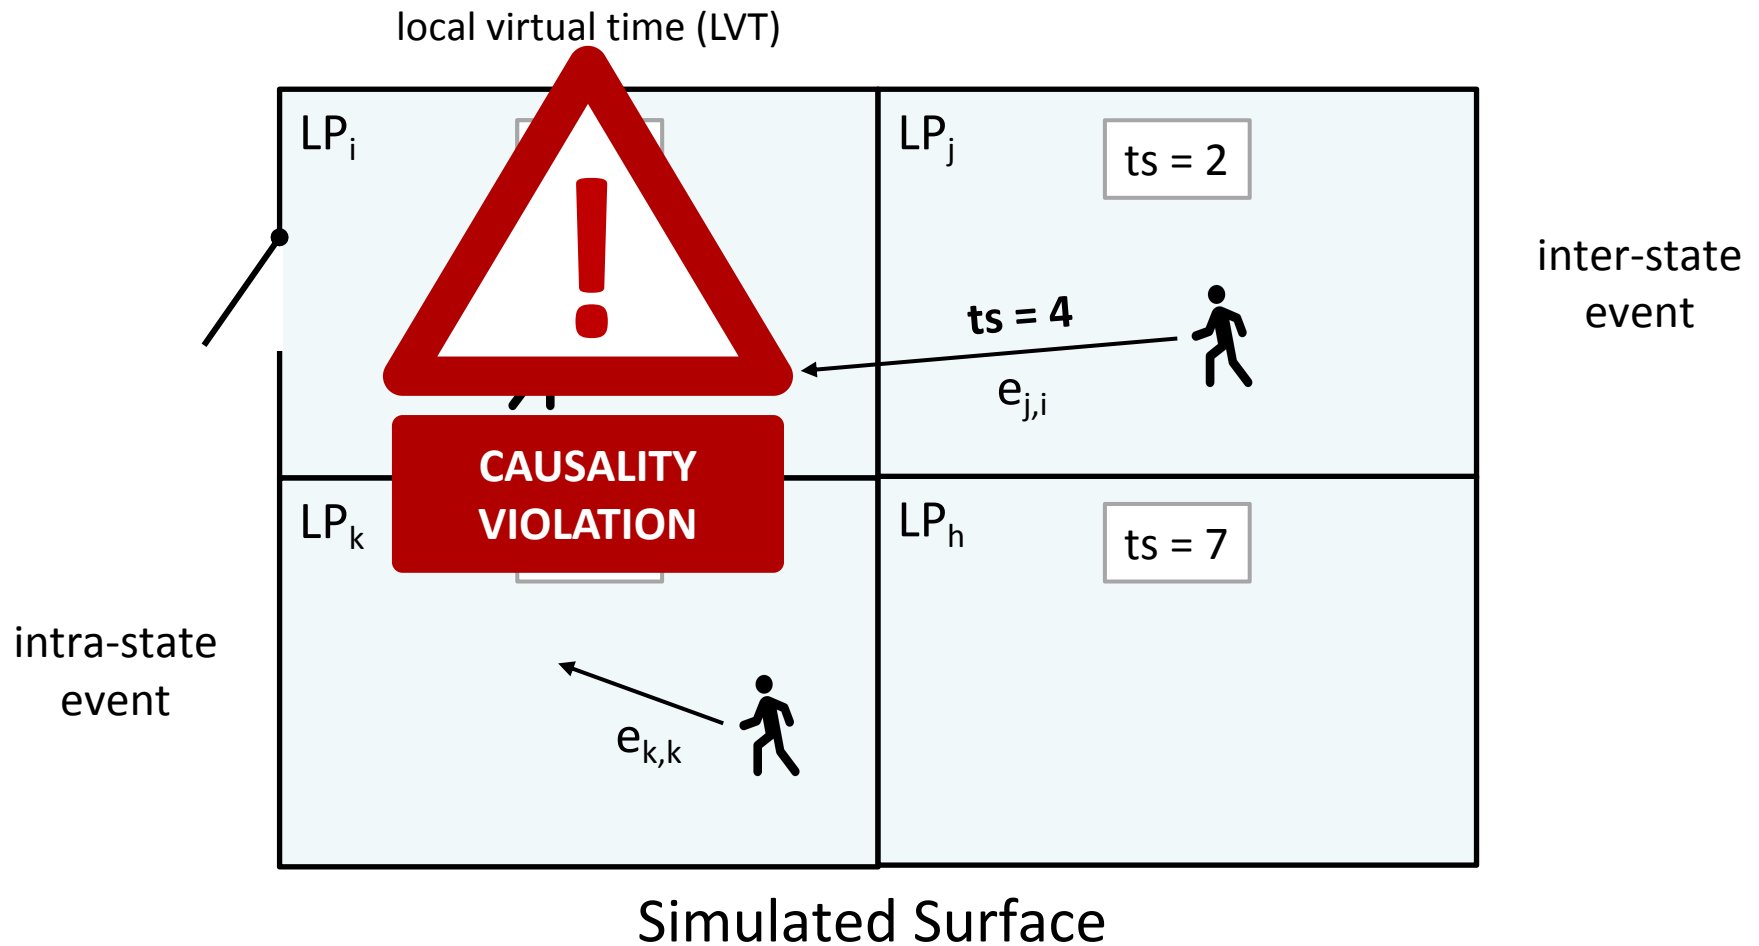 local virtual time (LVT)
LPi
LPj
ts = 2
inter-state
event
ts = 4
ej,i
CAUSALITY
VIOLATION
LPk
LPh
ts = 7
intra-state
event
ek,k
Simulated Surface